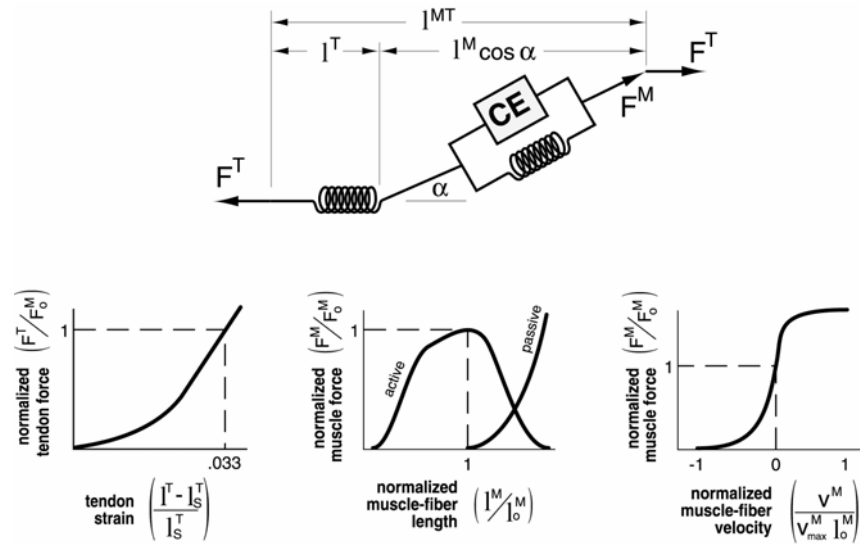 l^MT
l^T
l^M cos α
F^T
F^M
CE
F^T
α
normalized
tendon force (F^T/F_o^M)
1
.033
tendon
strain (l^T - l_S^T / l_S^T)
normalized
muscle force (F^M/F_o^M)
1
active
passive
1
normalized
muscle-fiber
length (l^M/l_o^M)
normalized
muscle force (F^M/F_o^M)
1
-1 0 1
normalized
muscle-fiber
velocity (v^M / v_max^M l_o^M)